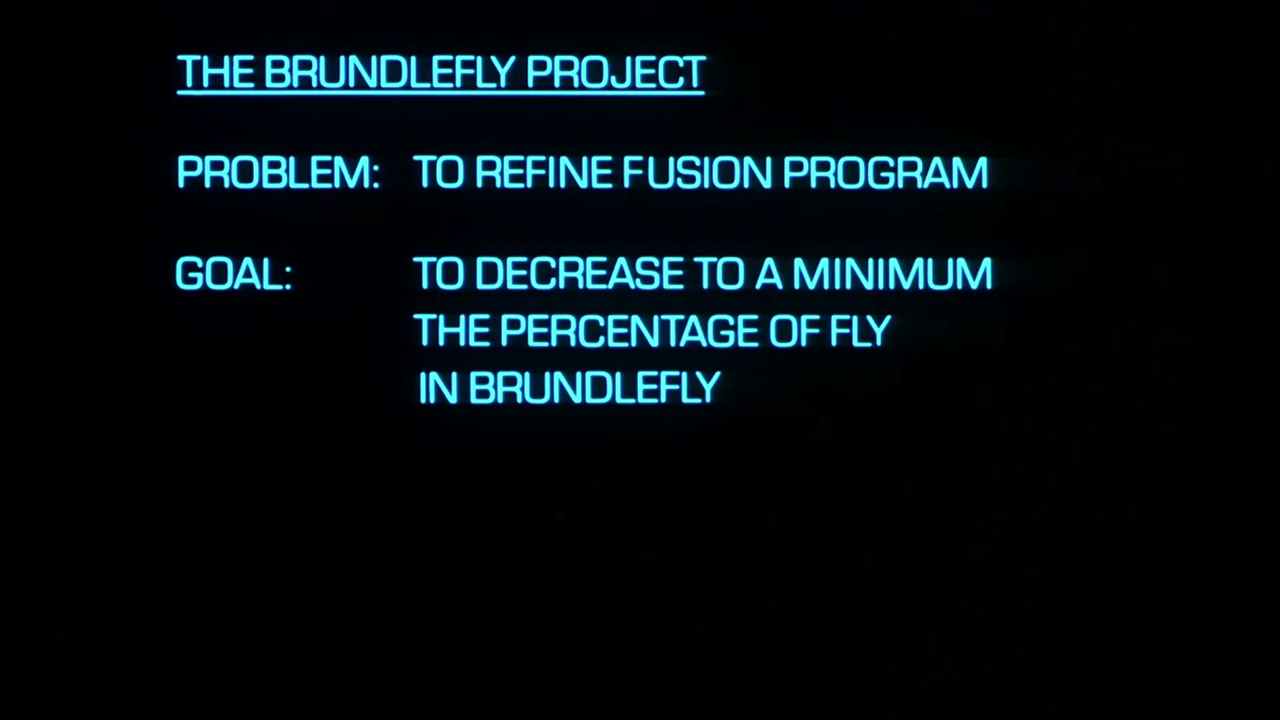 THE BRUNDLEFLY PROJECT
PROBLEM: TO REFINE FUSION PROGRAM
GOAL: TO DECREASE TO A MINIMUM
THE PERCENTAGE OF FLY
IN BRUNDLEFLY